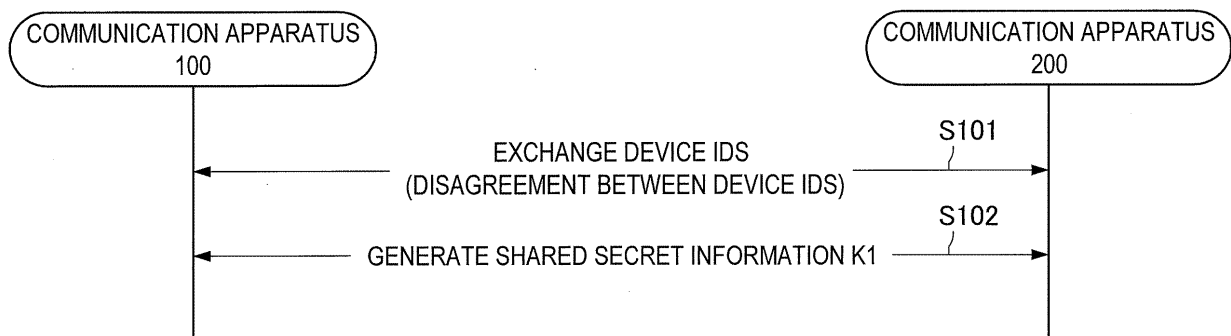 COMMUNICATION APPARATUS
100
COMMUNICATION APPARATUS
200
S101
EXCHANGE DEVICE IDS
(DISAGREEMENT BETWEEN DEVICE IDS)
S102
GENERATE SHARED SECRET INFORMATION K1